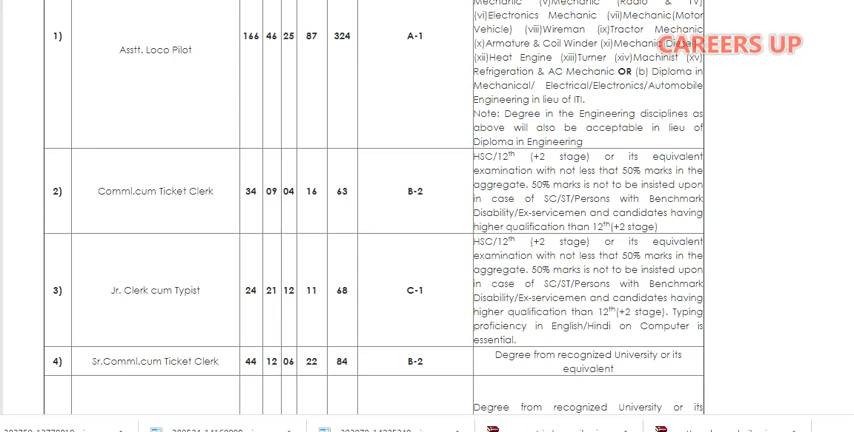 Mechanic (v)Mechanic (Radio & TV)
(vi)Electronics Mechanic (vii)Mechanic(Motor
Vehicle) (viii)Wireman (ix)Tractor Mechanic
(x)Armature & Coil Winder (xi)Mechanic(Diesel)
(xii)Heat Engine (xiii)Turner (xiv)Machinist (xv)
Refrigeration & AC Mechanic OR (b) Diploma in
Mechanical/ Electrical/Electronics/Automobile
Engineering in lieu of ITI.
Note: Degree in the Engineering disciplines as
above will also be acceptable in lieu of
Diploma in Engineering
1) Asstt. Loco Pilot 166 46 25 87 324 A-1
CAREERS UP
2) Comml.cum Ticket Clerk 34 09 04 16 63 B-2
HSC/12th (+2 stage) or its equivalent
examination with not less that 50% marks in the
aggregate. 50% marks is not to be insisted upon
in case of SC/ST/Persons with Benchmark
Disability/Ex-servicemen and candidates having
higher qualification than 12th(+2 stage)
3) Jr. Clerk cum Typist 24 21 12 11 68 C-1
HSC/12th (+2 stage) or its equivalent
examination with not less that 50% marks in the
aggregate. 50% marks is not to be insisted upon
in case of SC/ST/Persons with Benchmark
Disability/Ex-servicemen and candidates having
higher qualification than 12th(+2 stage). Typing
proficiency in English/Hindi on Computer is
essential.
4) Sr.Comml.cum Ticket Clerk 44 12 06 22 84 B-2
Degree from recognized University or its
equivalent
Degree from recognized University or its